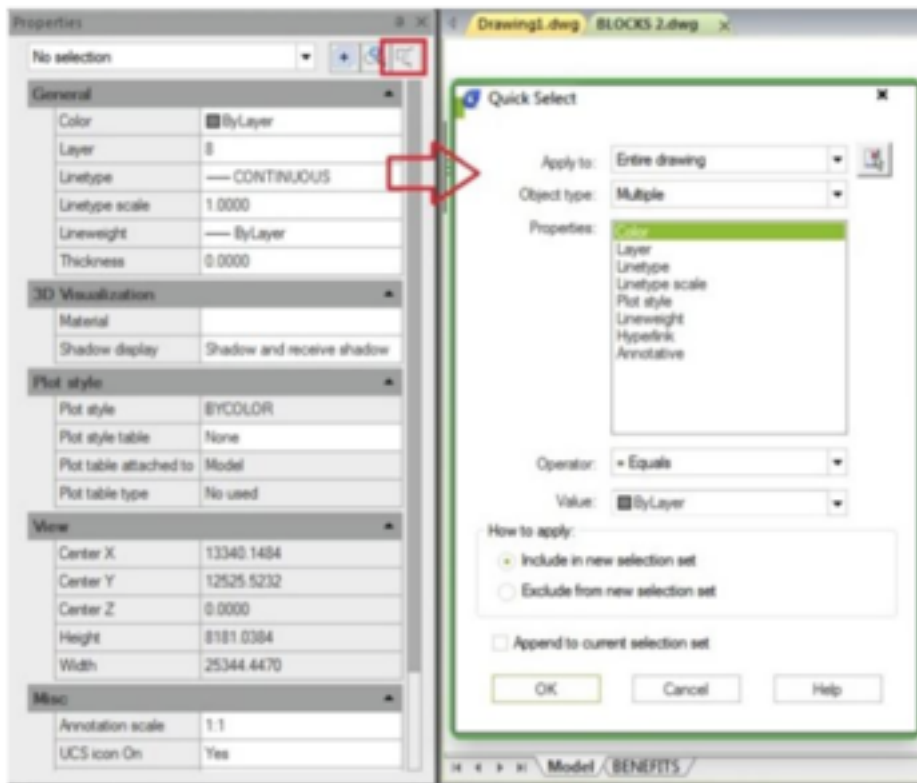 Properties
No selection
General
Color ByLayer
Layer 8
Linetype CONTINUOUS
Linetype scale 1.0000
Lineweight ByLayer
Thickness 0.0000
3D Visualization
Material
Shadow display Shadow and receive shadow
Plot style
Plot style BYCOLOR
Plot style table None
Plot table attached to Model
Plot table type No used
View
Center X 13340.1484
Center Y 12525.5232
Center Z 0.0000
Height 8181.0384
Width 25344.4470
Misc
Annotation scale 1:1
UCS icon On Yes
Drawing1.dwg BLOCKS 2.dwg
Quick Select
Apply to: Entire drawing
Object type: Multiple
Properties: Color
Layer
Linetype
Linetype scale
Plot style
Lineweight
Hyperlink
Annotative
Operator: = Equals
Value: ByLayer
How to apply:
Include in new selection set
Exclude from new selection set
Append to current selection set
OK Cancel Help
Model BENEFITS